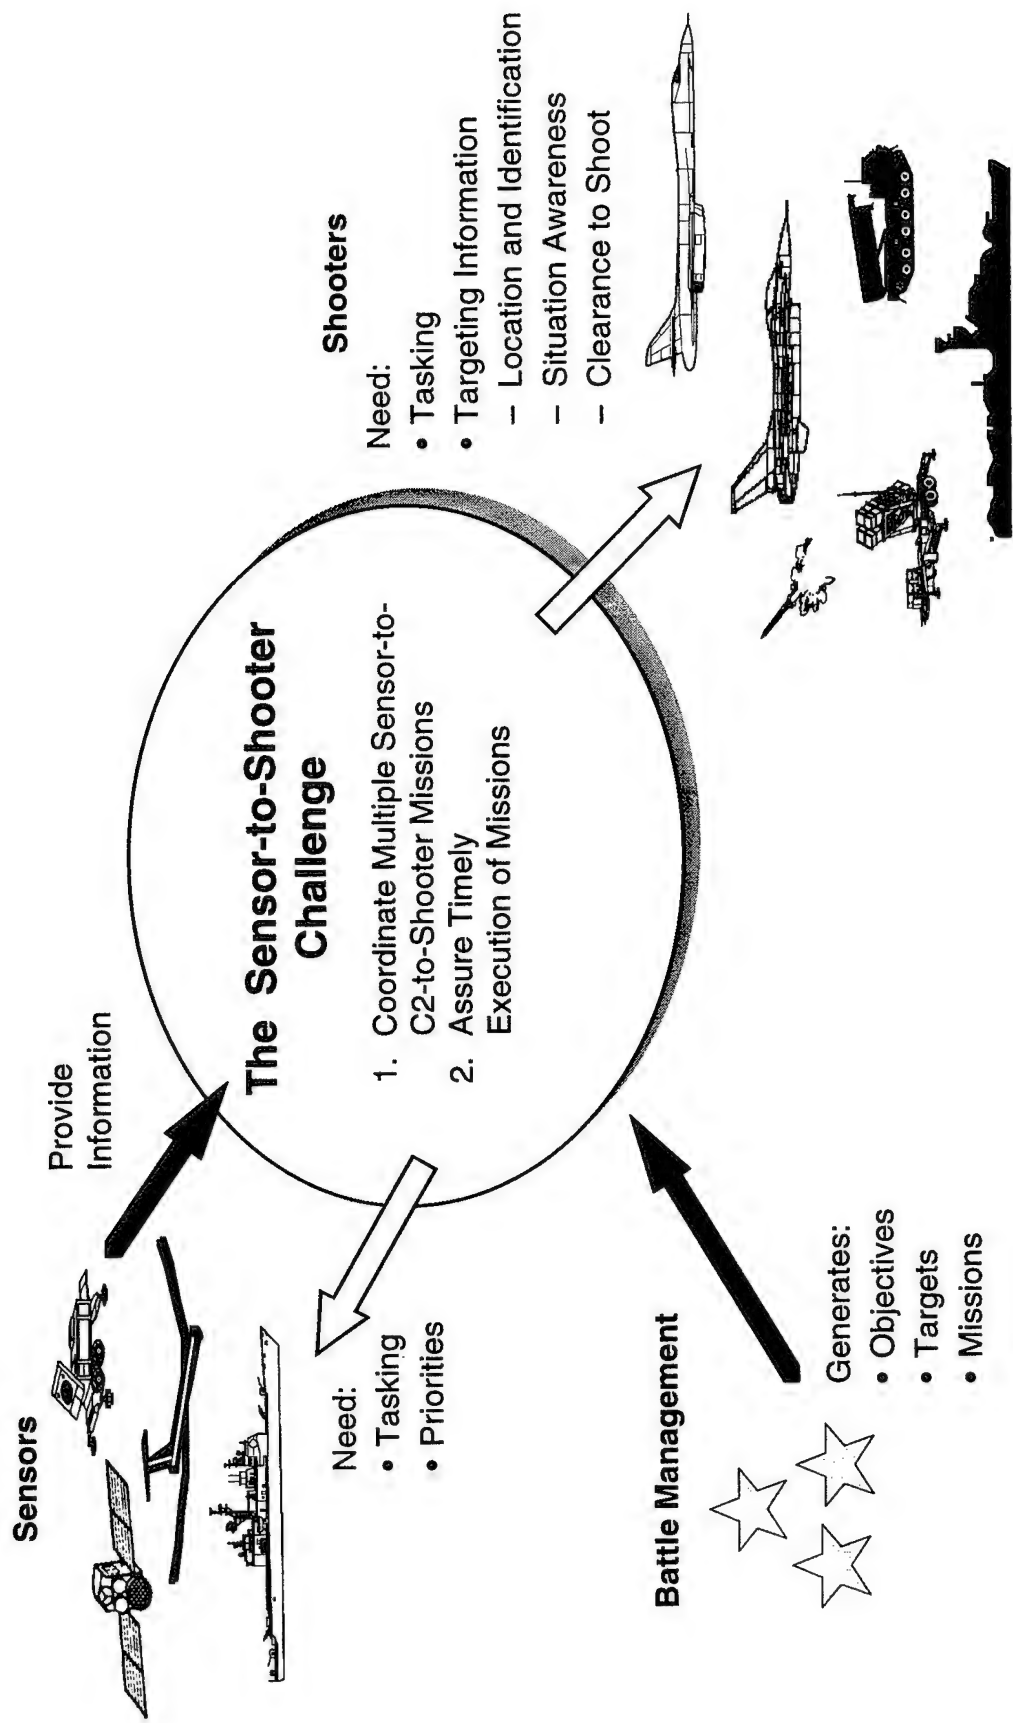 Sensors
Provide
Information
Need:
• Tasking
• Priorities
The Sensor-to-Shooter
Challenge
1. Coordinate Multiple Sensor-to-
C2-to-Shooter Missions
2. Assure Timely
Execution of Missions
Shooters
Need:
• Tasking
• Targeting Information
– Location and Identification
– Situation Awareness
– Clearance to Shoot
Battle Management
Generates:
• Objectives
• Targets
• Missions